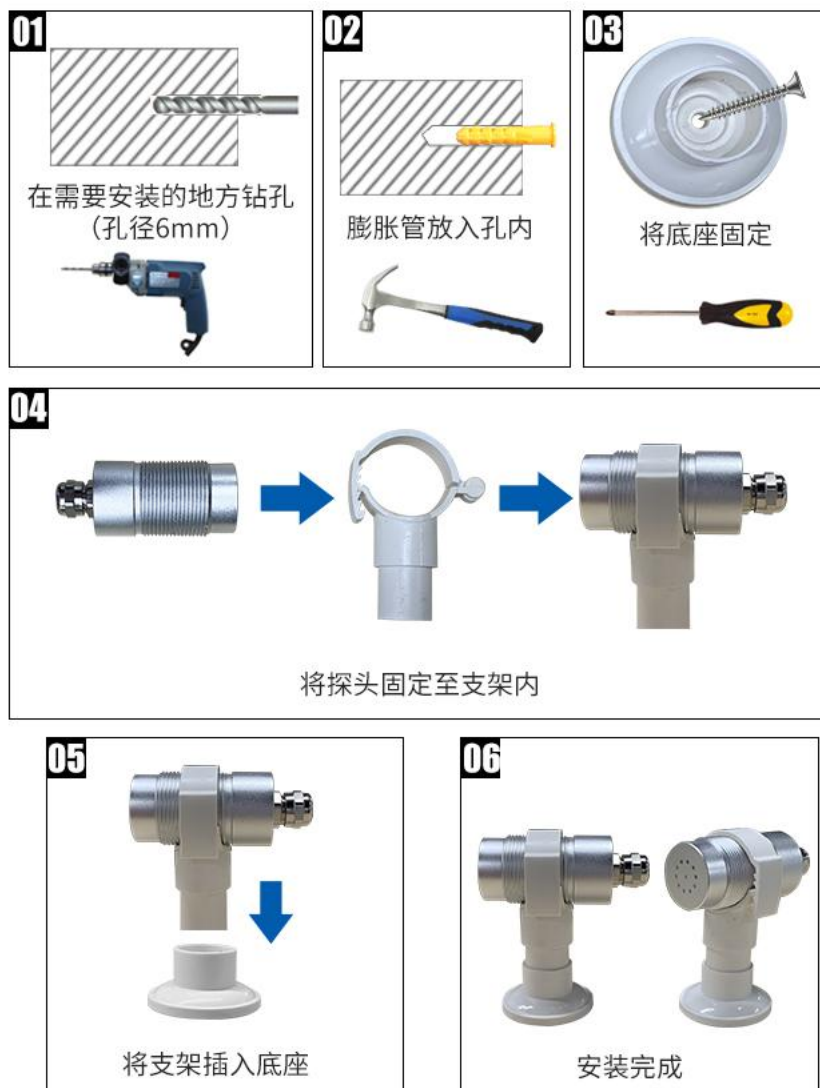 01
在需要安装的地方钻孔
（孔径6mm）
02
膨胀管放入孔内
03
将底座固定
04
将探头固定至支架内
05
将支架插入底座
06
安装完成